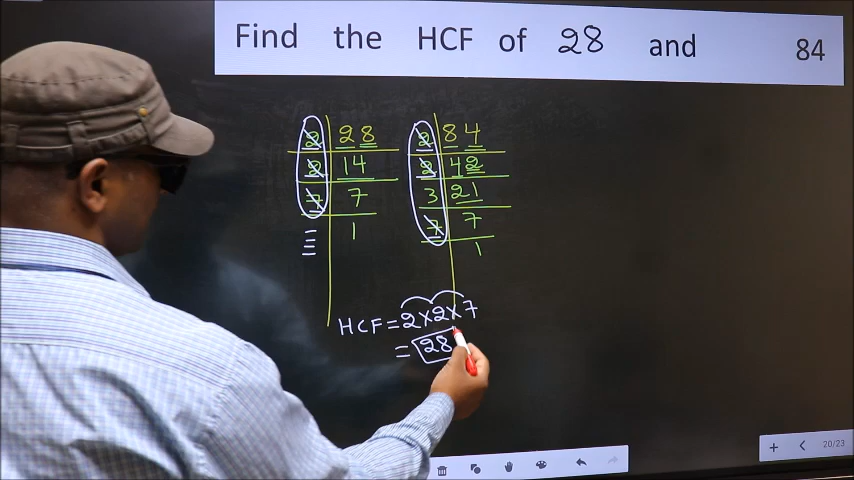 Find the HCF of 28 and 84
2 | 28
2 | 14
7 | 7
1
2 | 84
2 | 42
3 | 21
7 | 7
1
HCF = 2×2×7
= 28
20/23